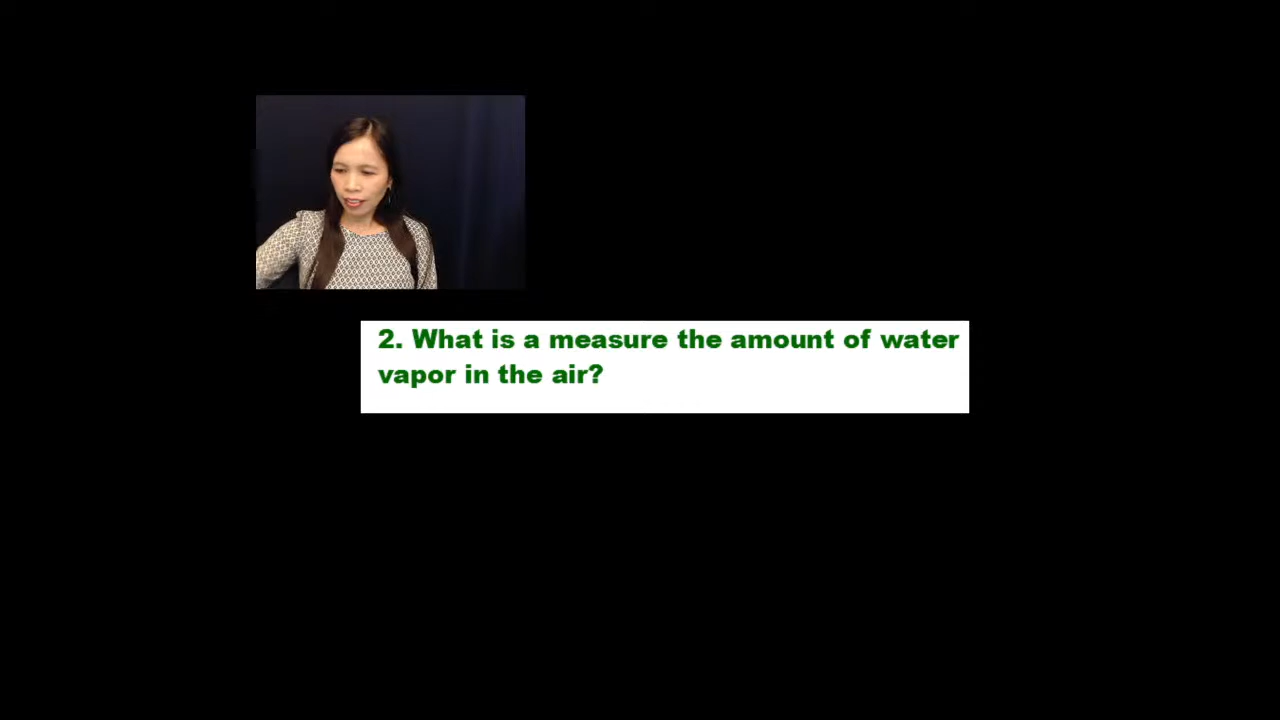 2. What is a measure the amount of water
vapor in the air?